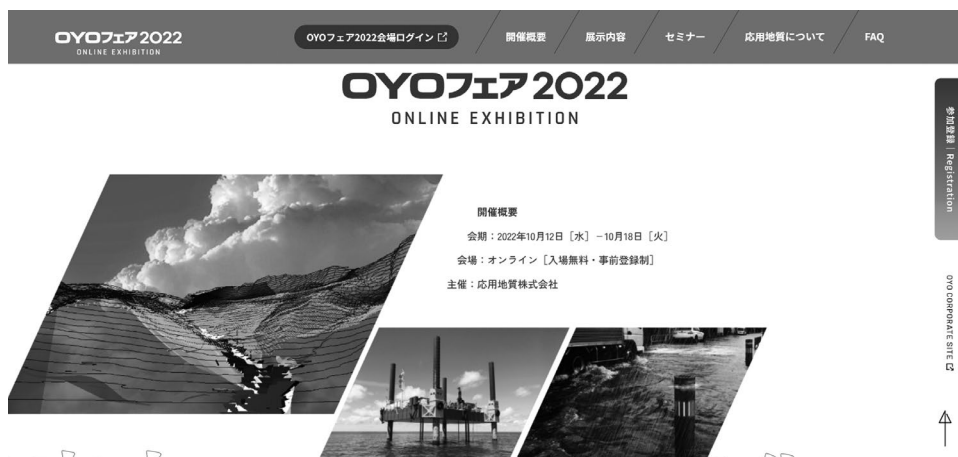 OYOフェア2022
ONLINE EXHIBITION
OYOフェア2022会場ログイン
開催概要
展示内容
セミナー
応用地質について
FAQ
OYOフェア2022
ONLINE EXHIBITION
開催概要
会期：2022年10月12日［水］–10月18日［火］
会場：オンライン［入場無料・事前登録制］
主催：応用地質株式会社
参加登録｜Registration
OYO CORPORATE SITE